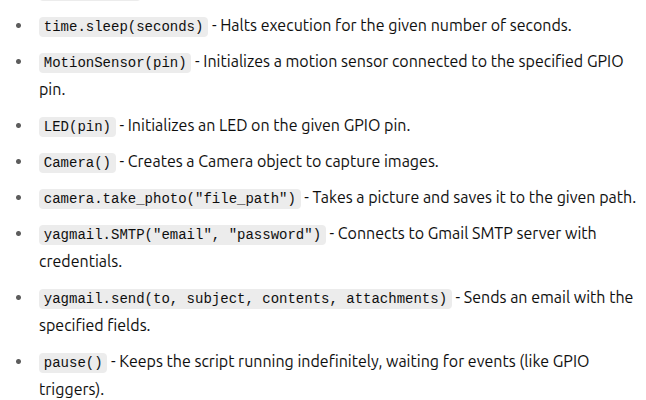 • time.sleep(seconds) - Halts execution for the given number of seconds.
• MotionSensor(pin) - Initializes a motion sensor connected to the specified GPIO
pin.
• LED(pin) - Initializes an LED on the given GPIO pin.
• Camera() - Creates a Camera object to capture images.
• camera.take_photo("file_path") - Takes a picture and saves it to the given path.
• yagmail.SMTP("email", "password") - Connects to Gmail SMTP server with
credentials.
• yagmail.send(to, subject, contents, attachments) - Sends an email with the
specified fields.
• pause() - Keeps the script running indefinitely, waiting for events (like GPIO
triggers).